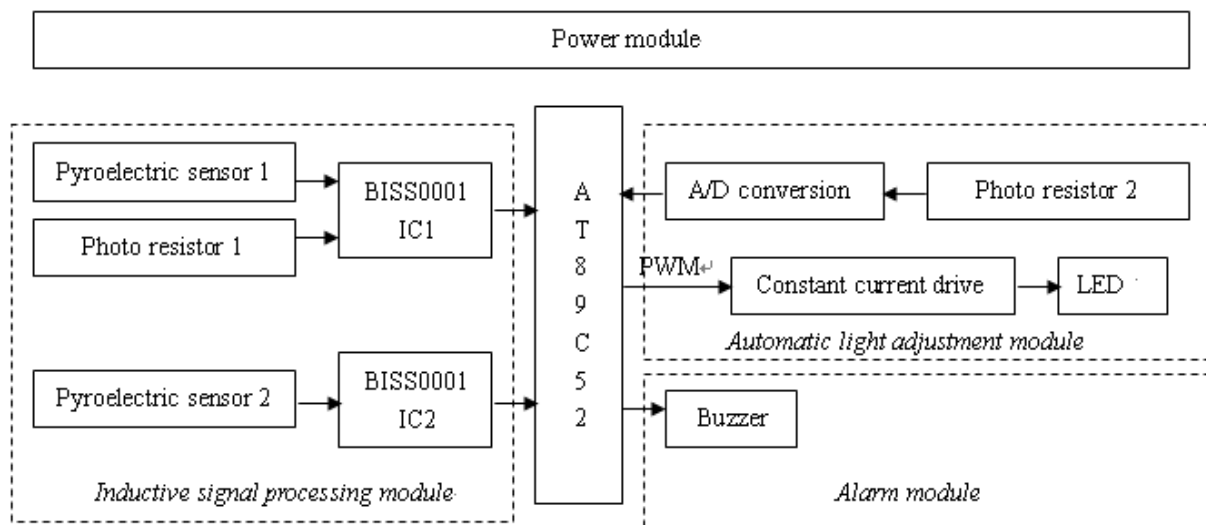 Power module
Pyroelectric sensor 1
Photo resistor 1
BISS0001
IC1
Pyroelectric sensor 2
BISS0001
IC2
Inductive signal processing module
A
T
8
9
C
5
2
A/D conversion
Photo resistor 2
PWM↵
Constant current drive
LED
Automatic light adjustment module
Buzzer
Alarm module